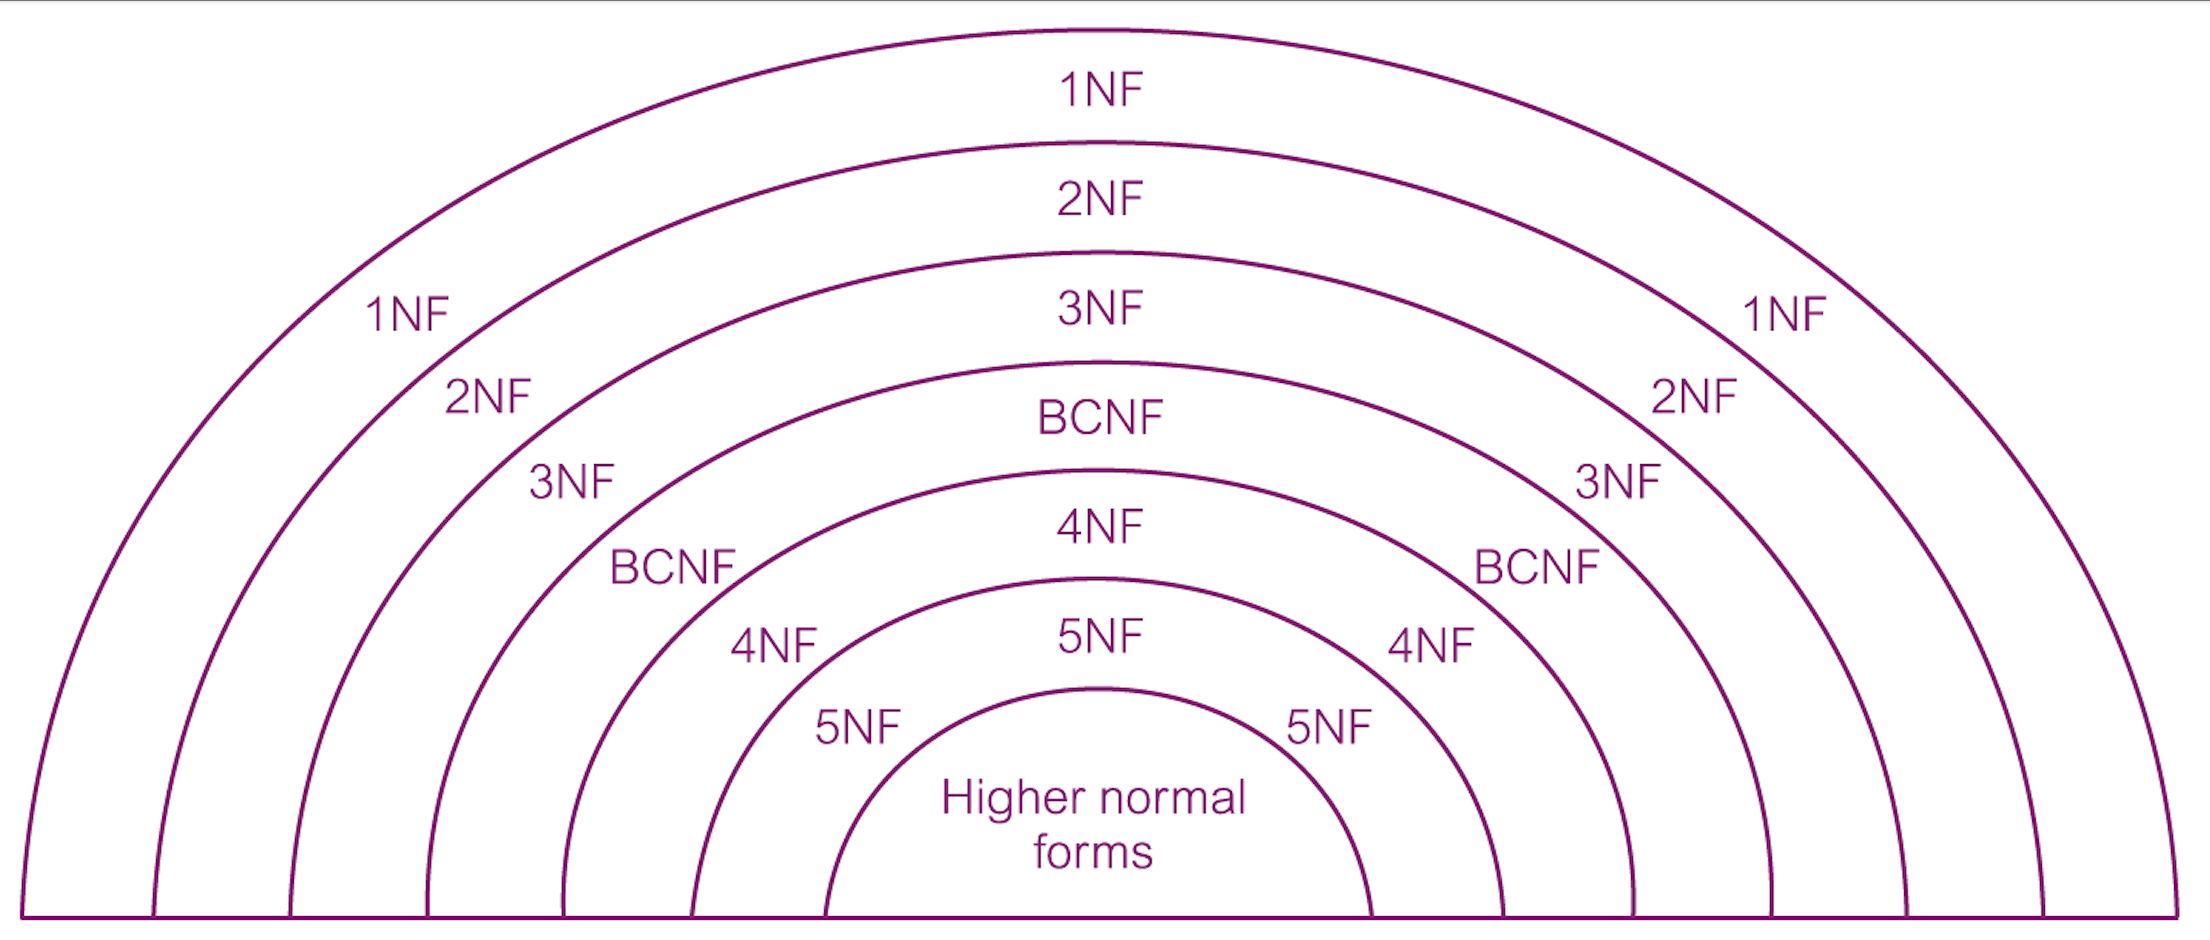 1NF
2NF
3NF
1NF
1NF
2NF
2NF
BCNF
3NF
3NF
4NF
BCNF
BCNF
5NF
4NF
4NF
5NF
5NF
Higher normal
forms